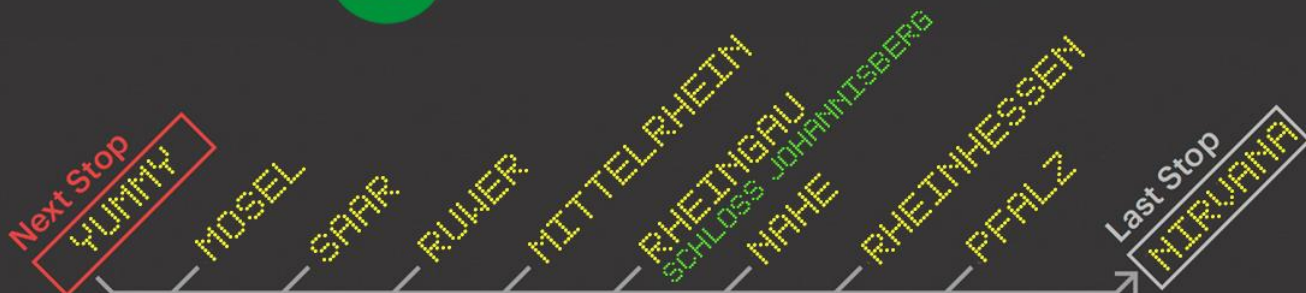 Next Stop
YUMMY
MOSEL
SAAR
RUWER
MITTELRHEIN
RHEINGAU
SCHLOSS JOHANNISBERG
NAHE
RHEINHESSEN
PFALZ
Last Stop
NIRVANA